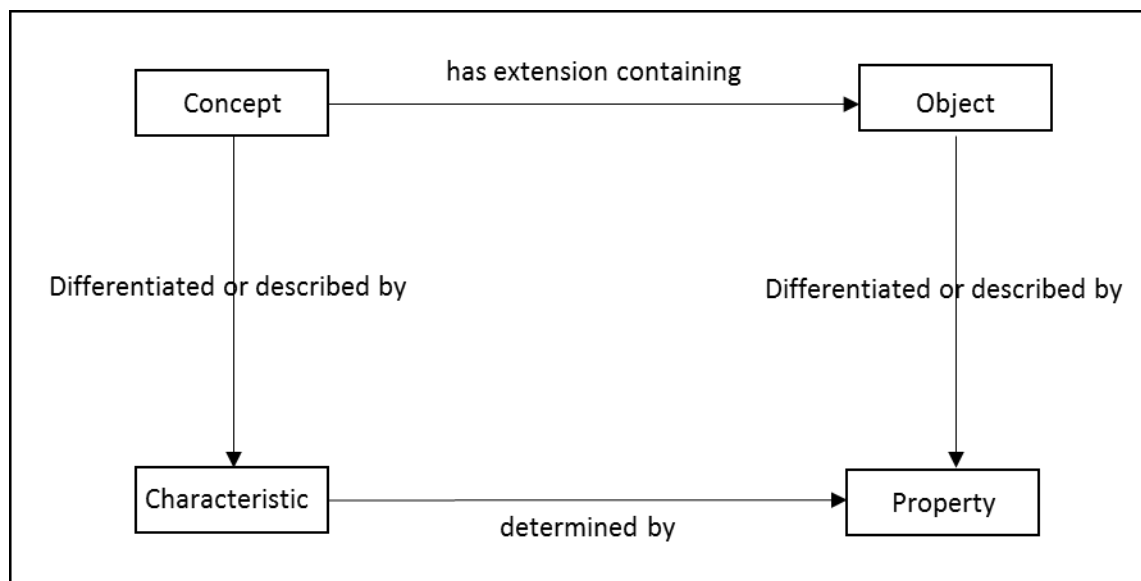 has extension containing
Concept
Object
Differentiated or described by
Differentiated or described by
Characteristic
Property
determined by